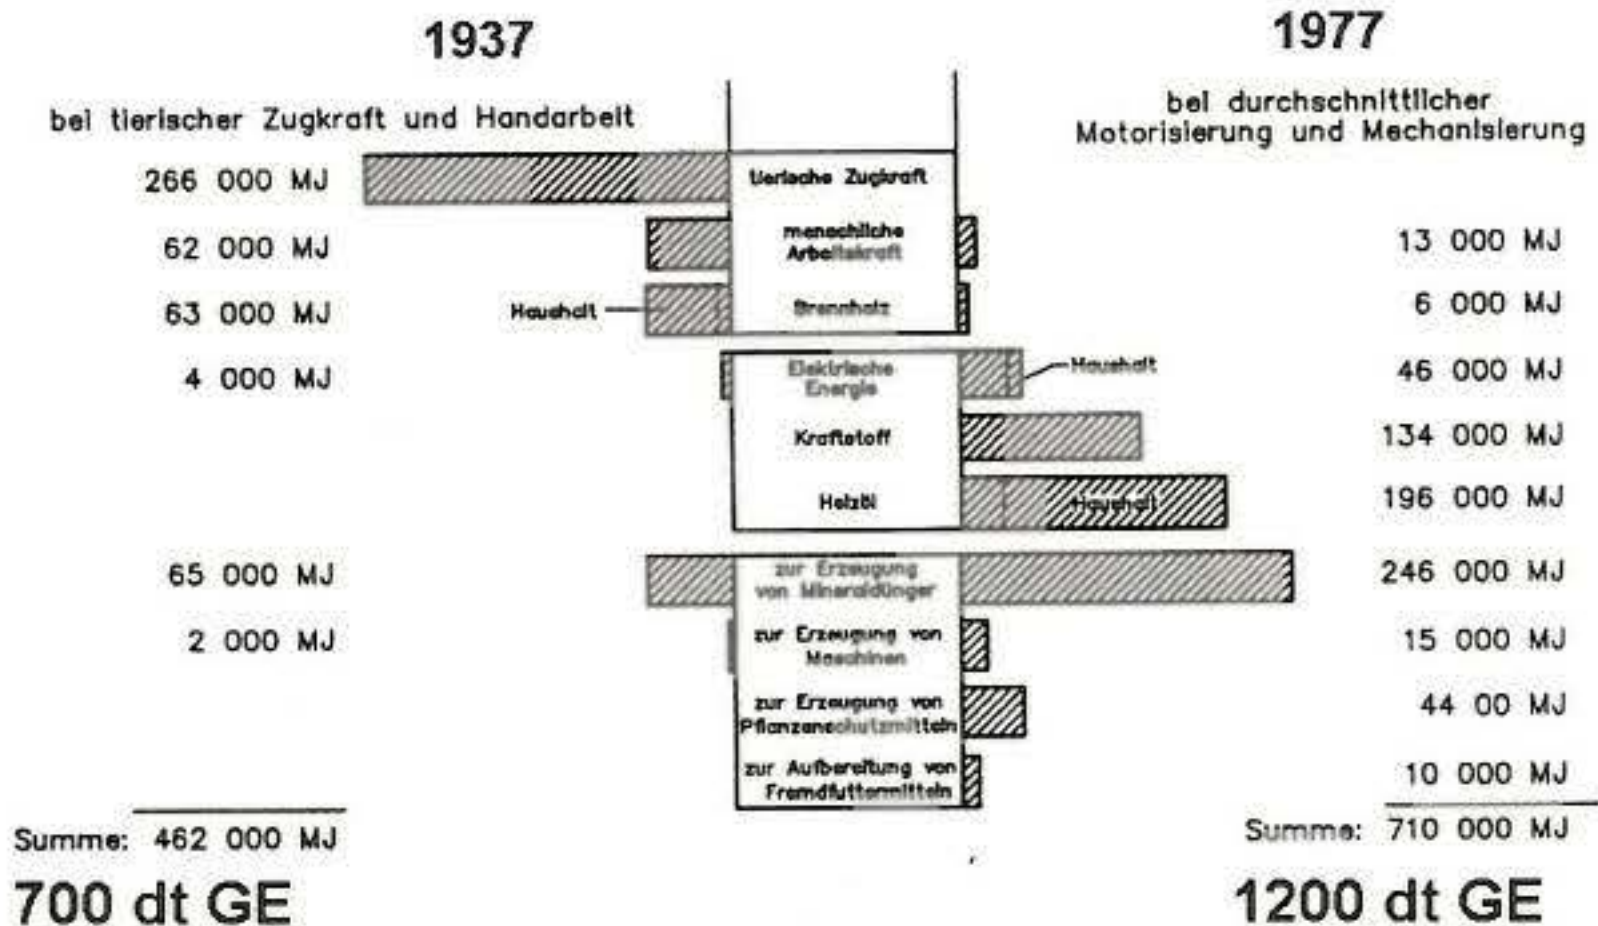 1937
1977
bei tierischer Zugkraft und Handarbeit
bei durchschnittlicher
Motorisierung und Mechanisierung
266 000 MJ
tierische Zugkraft
62 000 MJ
menschliche
Arbeitskraft
13 000 MJ
63 000 MJ
Haushalt
Brennholz
6 000 MJ
4 000 MJ
Elektrische
Energie
Haushalt
46 000 MJ
Kraftstoff
134 000 MJ
Heizöl
Haushalt
196 000 MJ
65 000 MJ
zur Erzeugung
von Mineraldünger
246 000 MJ
2 000 MJ
zur Erzeugung von
Maschinen
15 000 MJ
zur Erzeugung von
Pflanzenschutzmitteln
44 00 MJ
zur Aufbereitung von
Fremdfuttermitteln
10 000 MJ
Summe: 462 000 MJ
Summe: 710 000 MJ
700 dt GE
1200 dt GE